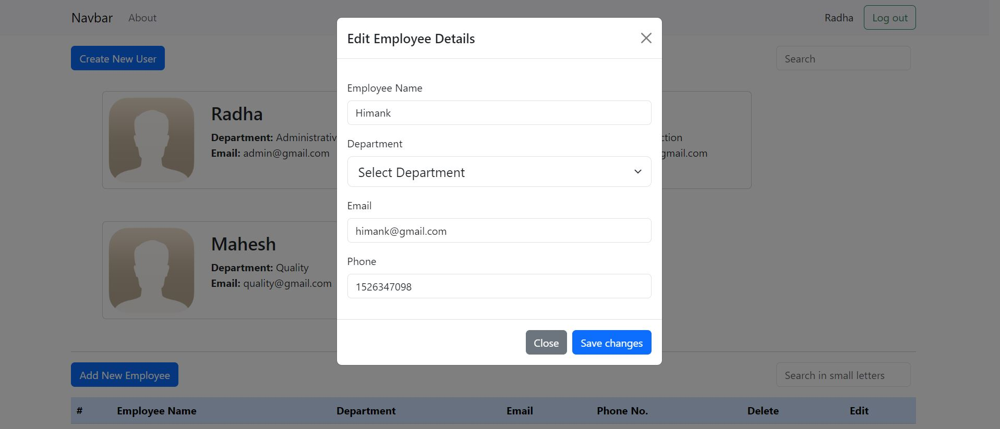 Navbar About Radha Log out
Create New User Search
Edit Employee Details
Employee Name
Himank
Department
Select Department
Email
himank@gmail.com
Phone
1526347098
Close Save changes
Radha
Department: Administrativ
Email: admin@gmail.com
ction
gmail.com
Mahesh
Department: Quality
Email: quality@gmail.com
Add New Employee Search in small letters
# Employee Name Department Email Phone No. Delete Edit